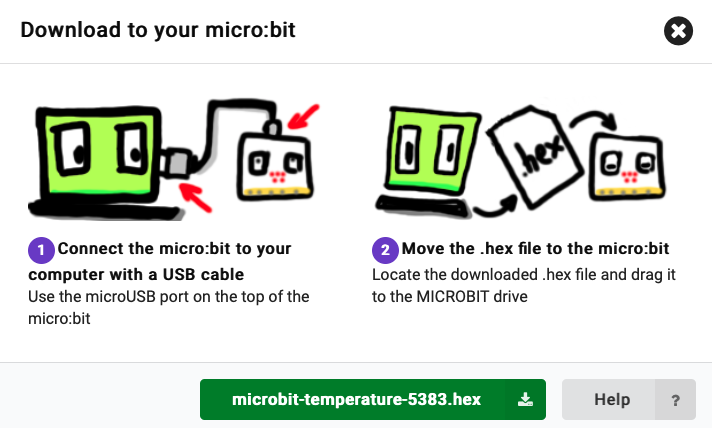 Download to your micro:bit
.hex
1 Connect the micro:bit to your
computer with a USB cable
Use the microUSB port on the top of the
micro:bit
2 Move the .hex file to the micro:bit
Locate the downloaded .hex file and drag it
to the MICROBIT drive
microbit-temperature-5383.hex
Help ?